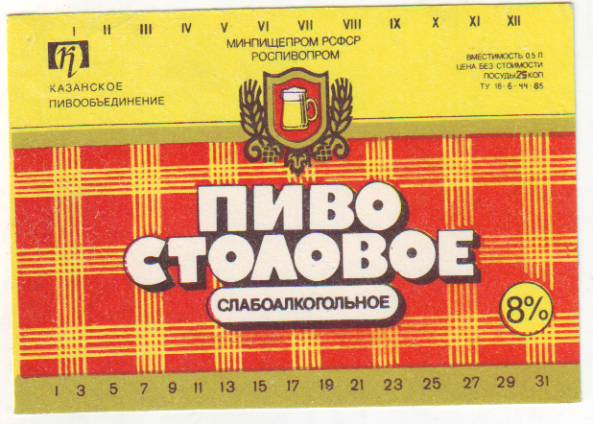 I II III IV V VI VII VIII IX X XI XII
МИНПИЩЕПРОМ РСФСР
РОСПИВОПРОМ
КАЗАНСКОЕ
ПИВООБЪЕДИНЕНИЕ
ВМЕСТИМОСТЬ 0.5 Л
ЦЕНА БЕЗ СТОИМОСТИ
ПОСУДЫ 25 КОП
ТУ 18·6·44·85
ПИВО
СТОЛОВОЕ
СЛАБОАЛКОГОЛЬНОЕ
8%
1 3 5 7 9 11 13 15 17 19 21 23 25 27 29 31